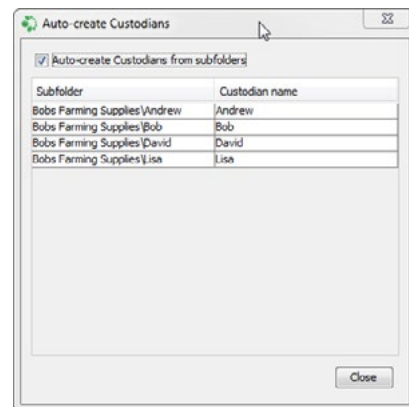 Auto-create Custodians
Auto-create Custodians from subfolders
Subfolder Custodian name
Bobs Farming Supplies\Andrew Andrew
Bobs Farming Supplies\Bob Bob
Bobs Farming Supplies\David David
Bobs Farming Supplies\Lisa Lisa
Close